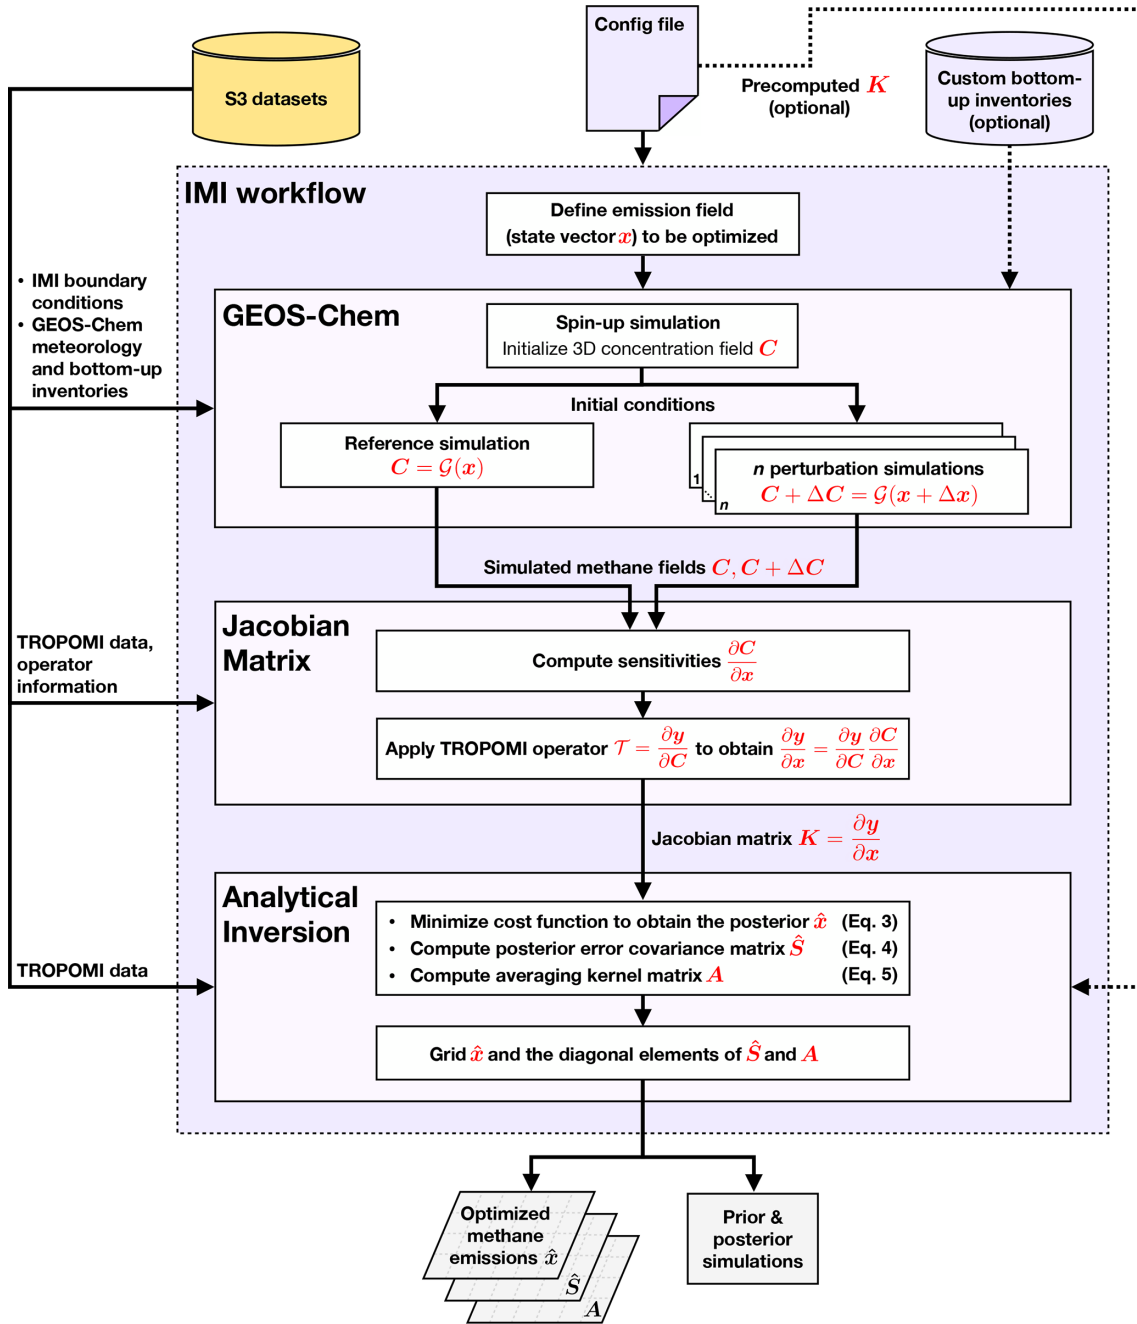 Config file
S3 datasets
Precomputed K
(optional)
Custom bottom-
up inventories
(optional)
IMI workflow
Define emission field
(state vector x) to be optimized
• IMI boundary
conditions
• GEOS-Chem
meteorology
and bottom-up
inventories
GEOS-Chem
Spin-up simulation
Initialize 3D concentration field C
Initial conditions
Reference simulation
C = G(x)
1
n
n perturbation simulations
C + ΔC = G(x + Δx)
Simulated methane fields C, C + ΔC
TROPOMI data,
operator
information
Jacobian
Matrix
Compute sensitivities ∂C/∂x
Apply TROPOMI operator T = ∂y/∂C to obtain ∂y/∂x = ∂y/∂C ∂C/∂x
Jacobian matrix K = ∂y/∂x
Analytical
Inversion
• Minimize cost function to obtain the posterior x̂ (Eq. 3)
• Compute posterior error covariance matrix Ŝ (Eq. 4)
• Compute averaging kernel matrix A (Eq. 5)
TROPOMI data
Grid x̂ and the diagonal elements of Ŝ and A
Optimized
methane
emissions x̂
Ŝ
A
Prior &
posterior
simulations